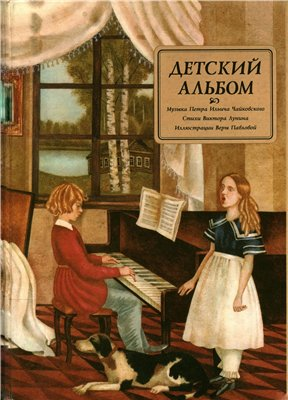 ДЕТСКИЙ
АЛЬБОМ
Музыка Петра Ильича Чайковского
Стихи Виктора Лунина
Иллюстрации Веры Павловой